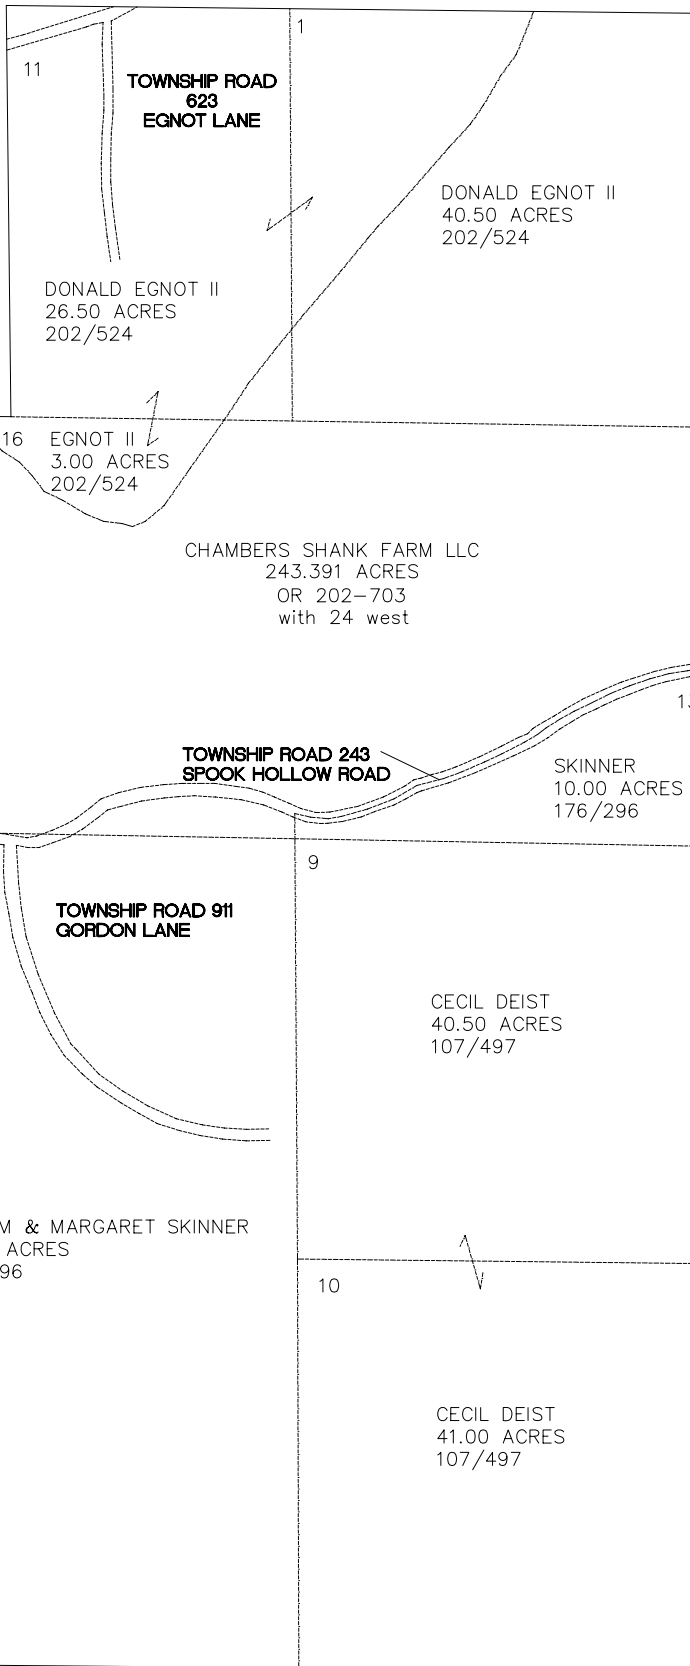 1
11
TOWNSHIP ROAD
623
EGNOT LANE
DONALD EGNOT II
40.50 ACRES
202/524
DONALD EGNOT II
26.50 ACRES
202/524
16
EGNOT II
3.00 ACRES
202/524
CHAMBERS SHANK FARM LLC
243.391 ACRES
OR 202-703
with 24 west
TOWNSHIP ROAD 243
SPOOK HOLLOW ROAD
SKINNER
10.00 ACRES
176/296
9
TOWNSHIP ROAD 911
GORDON LANE
CECIL DEIST
40.50 ACRES
107/497
& MARGARET SKINNER
ACRES
96
10
CECIL DEIST
41.00 ACRES
107/497